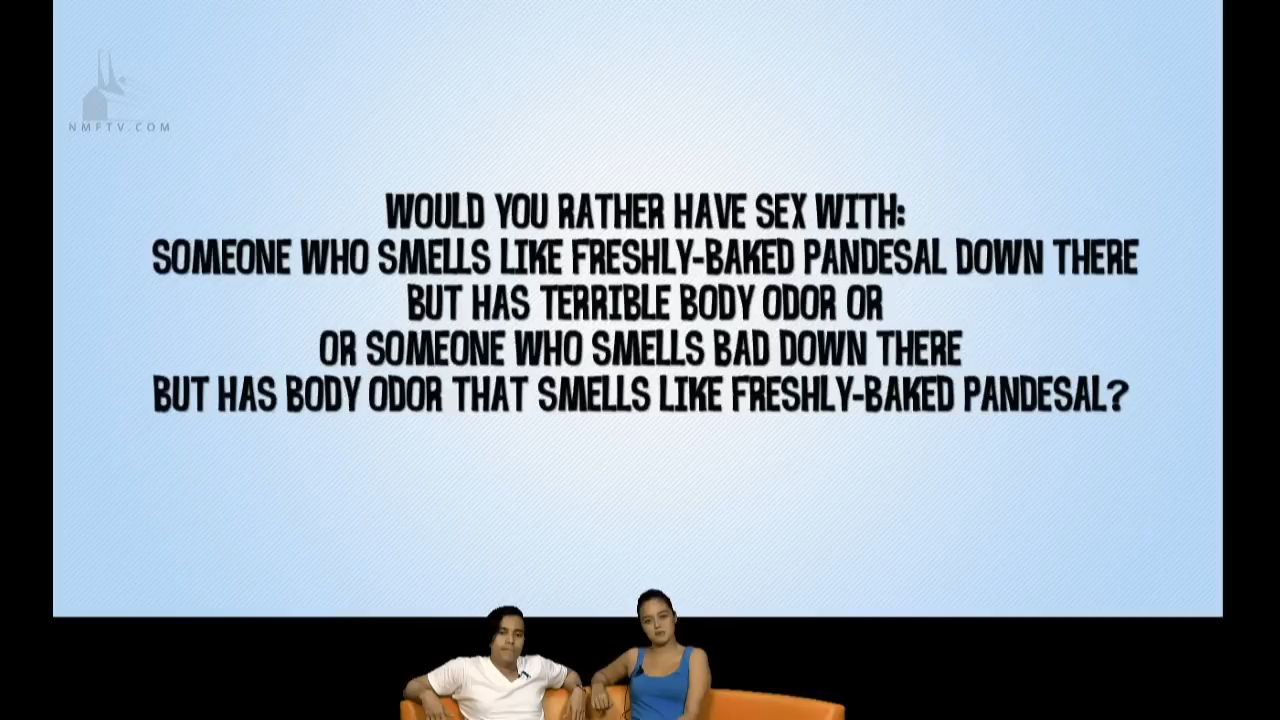 NMFTV.COM
WOULD YOU RATHER HAVE SEX WITH:
SOMEONE WHO SMELLS LIKE FRESHLY-BAKED PANDESAL DOWN THERE
BUT HAS TERRIBLE BODY ODOR OR
OR SOMEONE WHO SMELLS BAD DOWN THERE
BUT HAS BODY ODOR THAT SMELLS LIKE FRESHLY-BAKED PANDESAL?